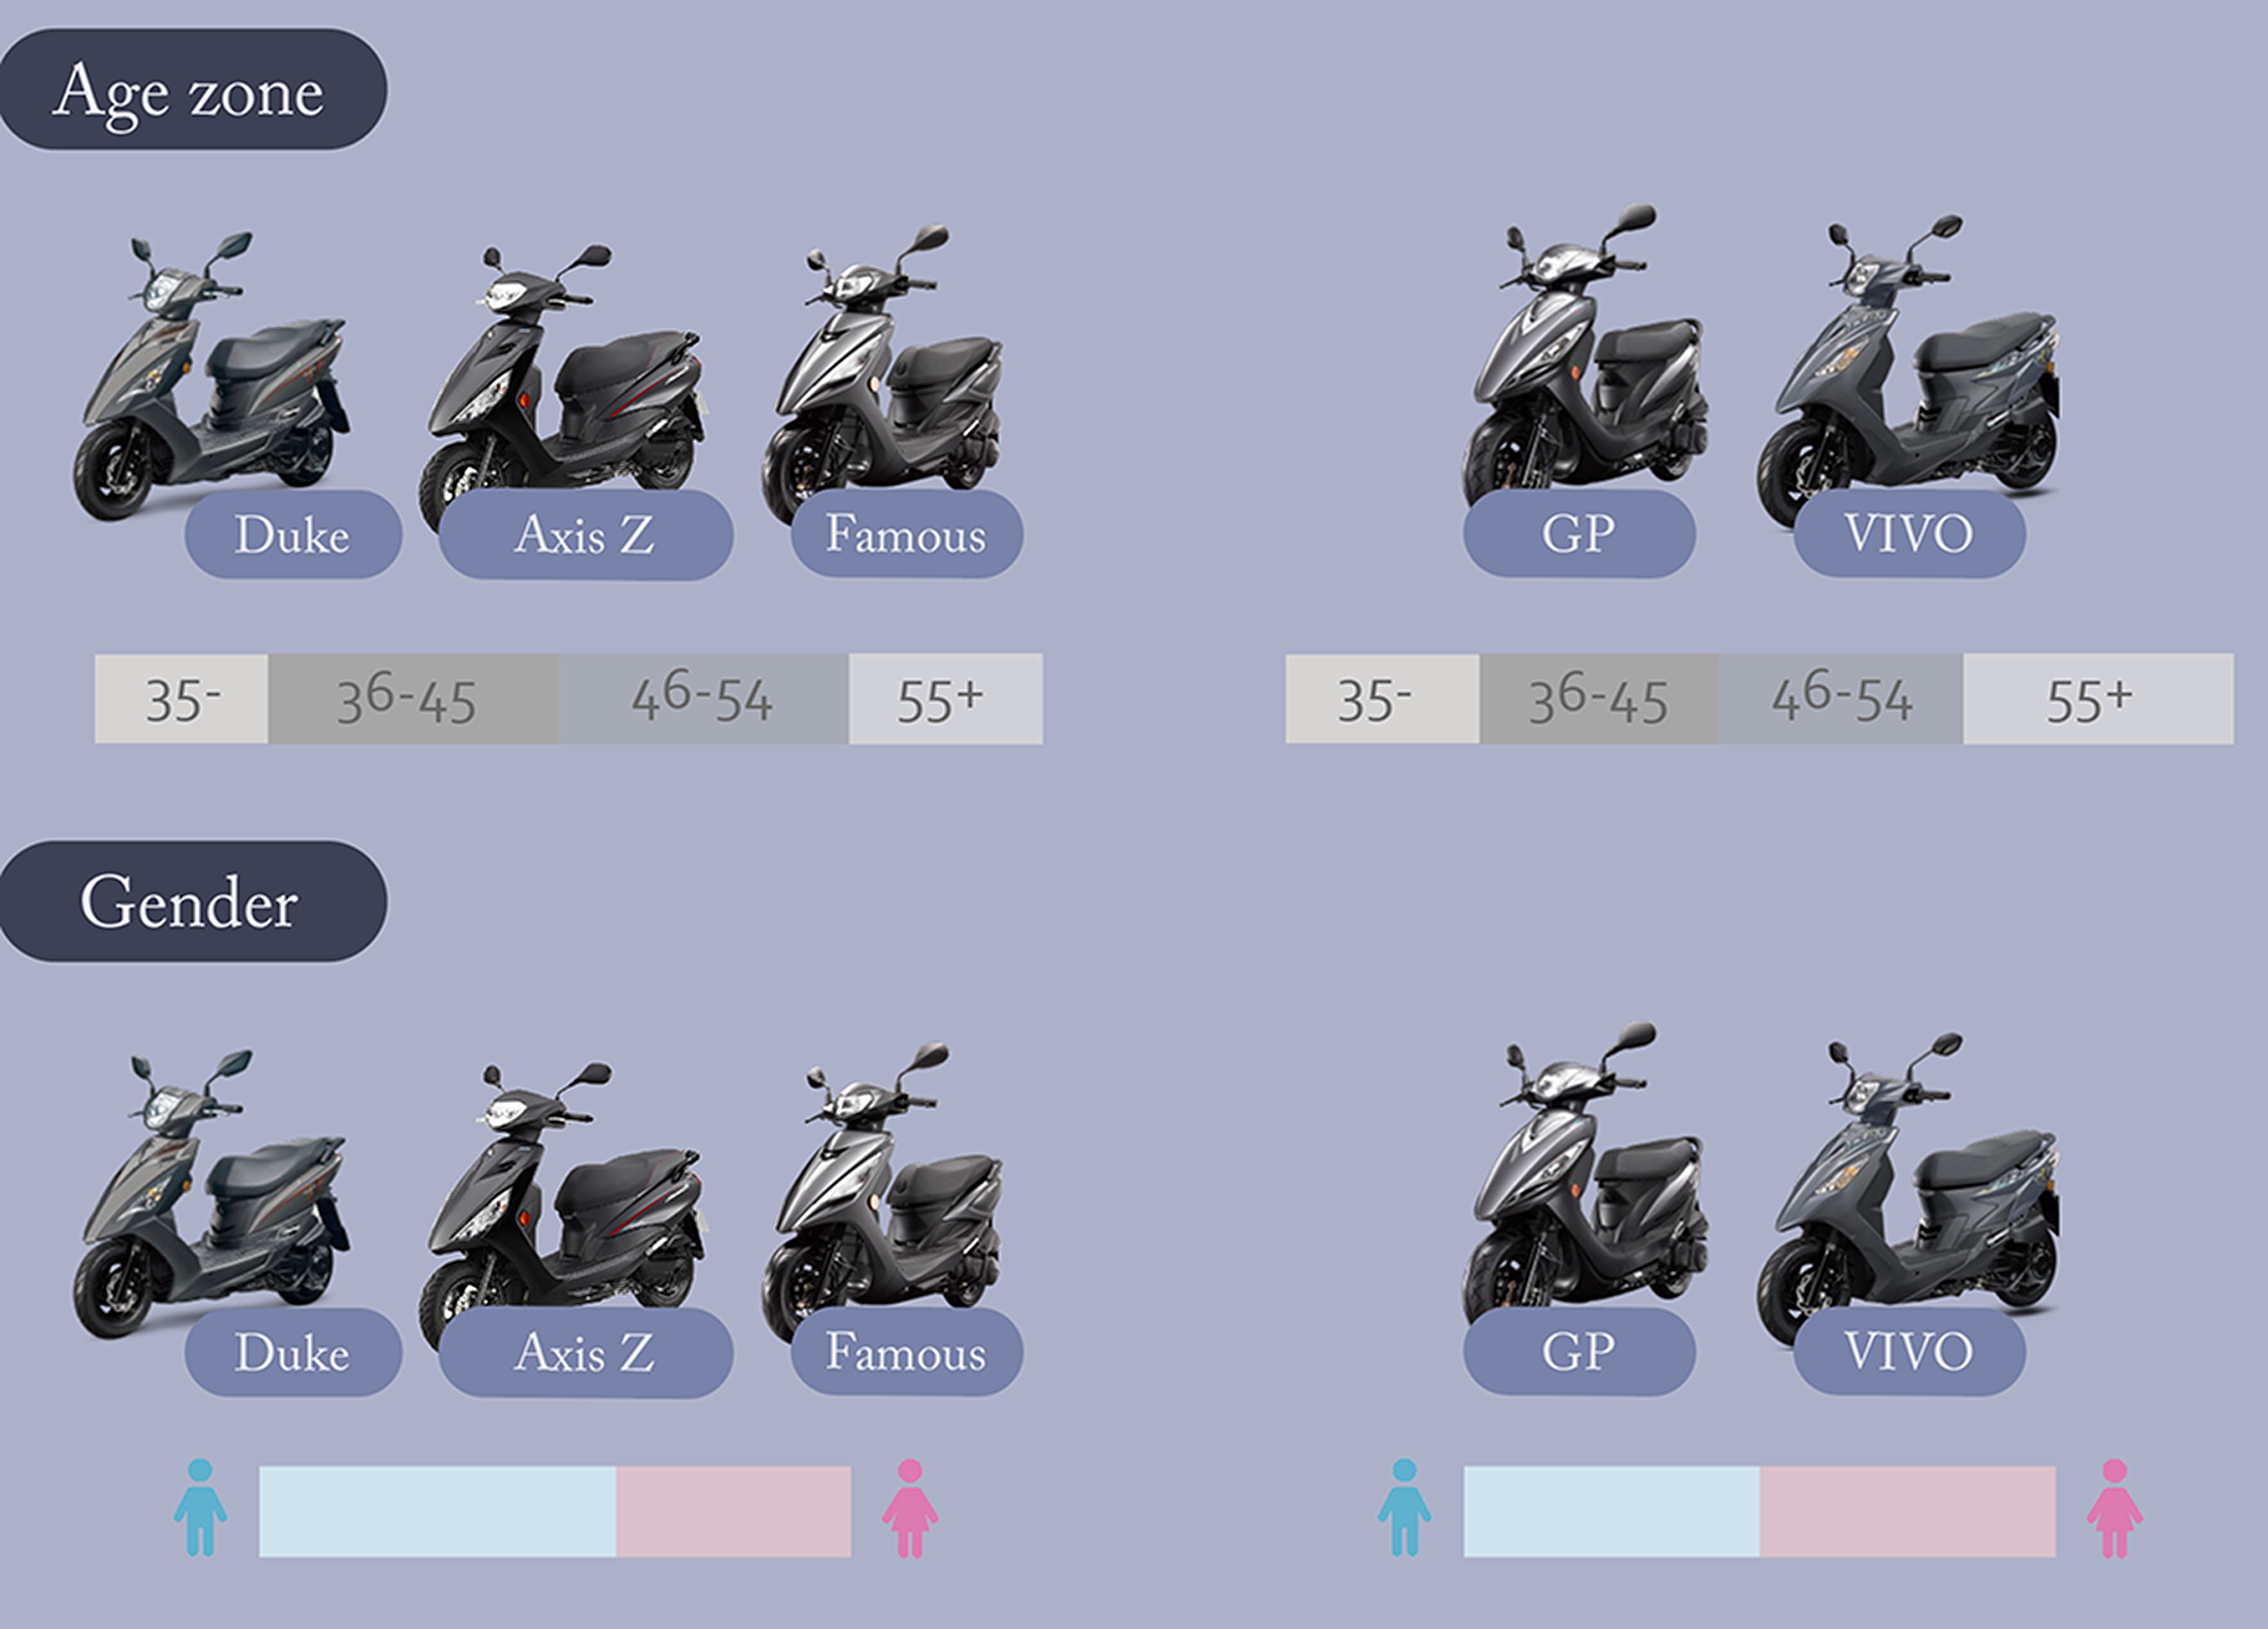 Age zone
Duke
Axis Z
Famous
GP
VIVO
35- 36-45 46-54 55+
35- 36-45 46-54 55+
Gender
Duke
Axis Z
Famous
GP
VIVO